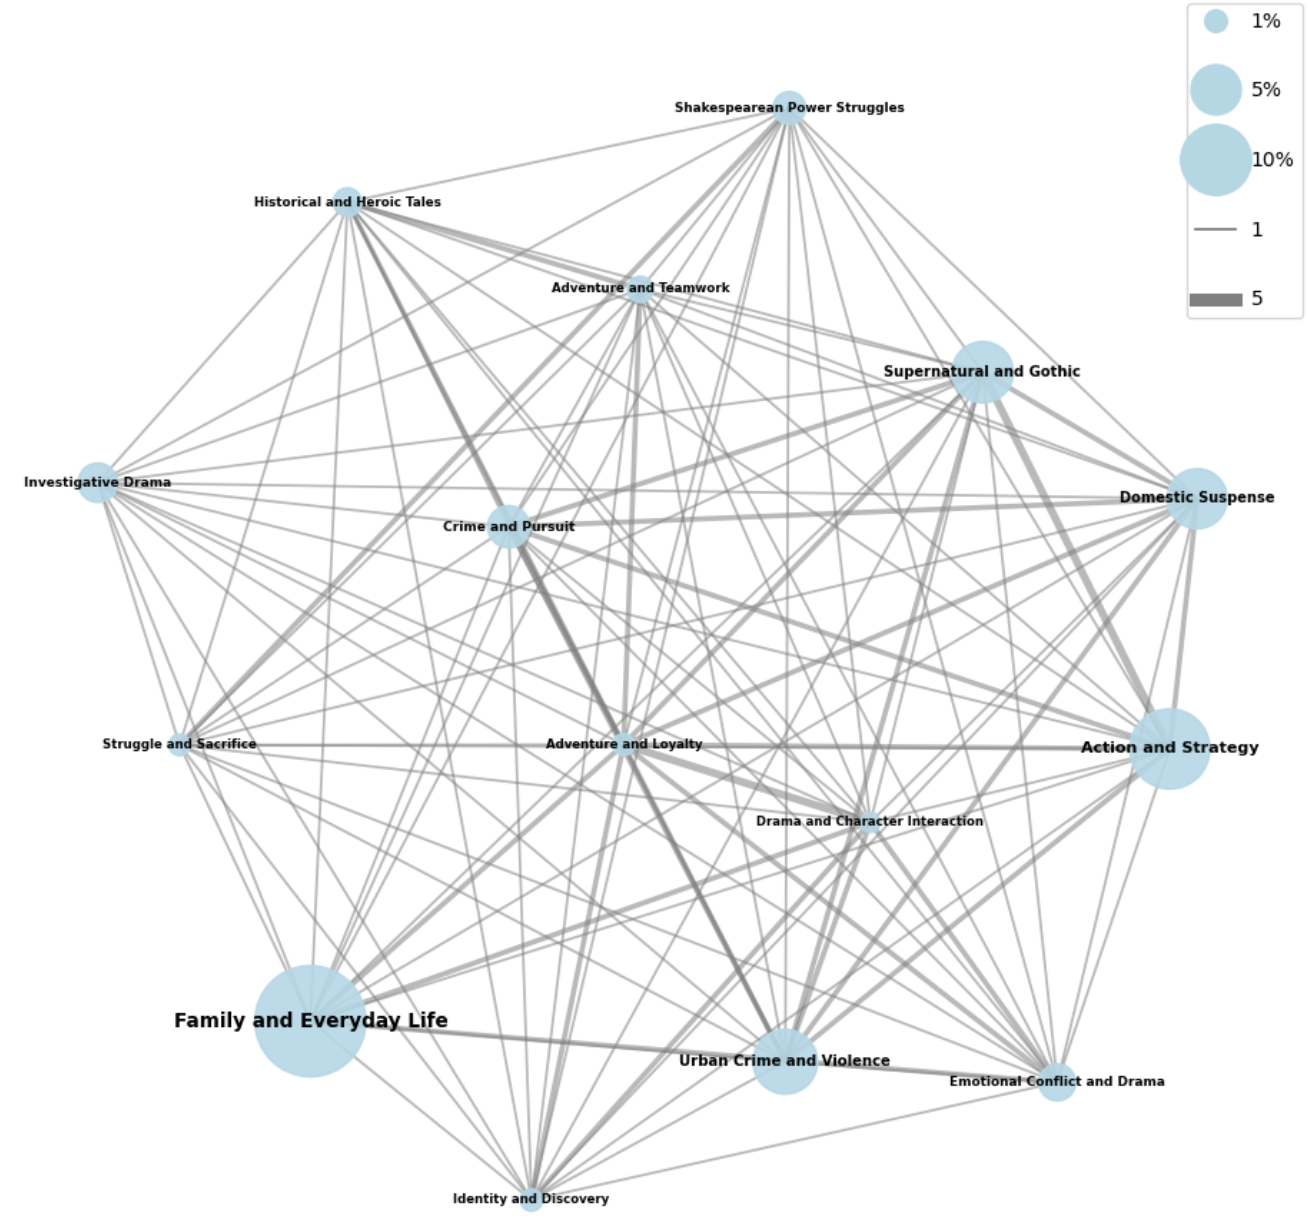 1%
5%
10%
1
5
Shakespearean Power Struggles
Historical and Heroic Tales
Adventure and Teamwork
Supernatural and Gothic
Investigative Drama
Domestic Suspense
Crime and Pursuit
Struggle and Sacrifice
Adventure and Loyalty
Action and Strategy
Drama and Character Interaction
Family and Everyday Life
Urban Crime and Violence
Emotional Conflict and Drama
Identity and Discovery